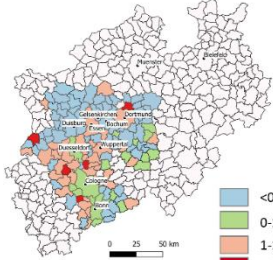 Muenster
Bielefeld
Gelsenkirchen
Dortmund
Duisburg
Essen
Bochum
Duesseldorf
Wuppertal
Cologne
Bonn
<0
0-
1-
0 25 50 km